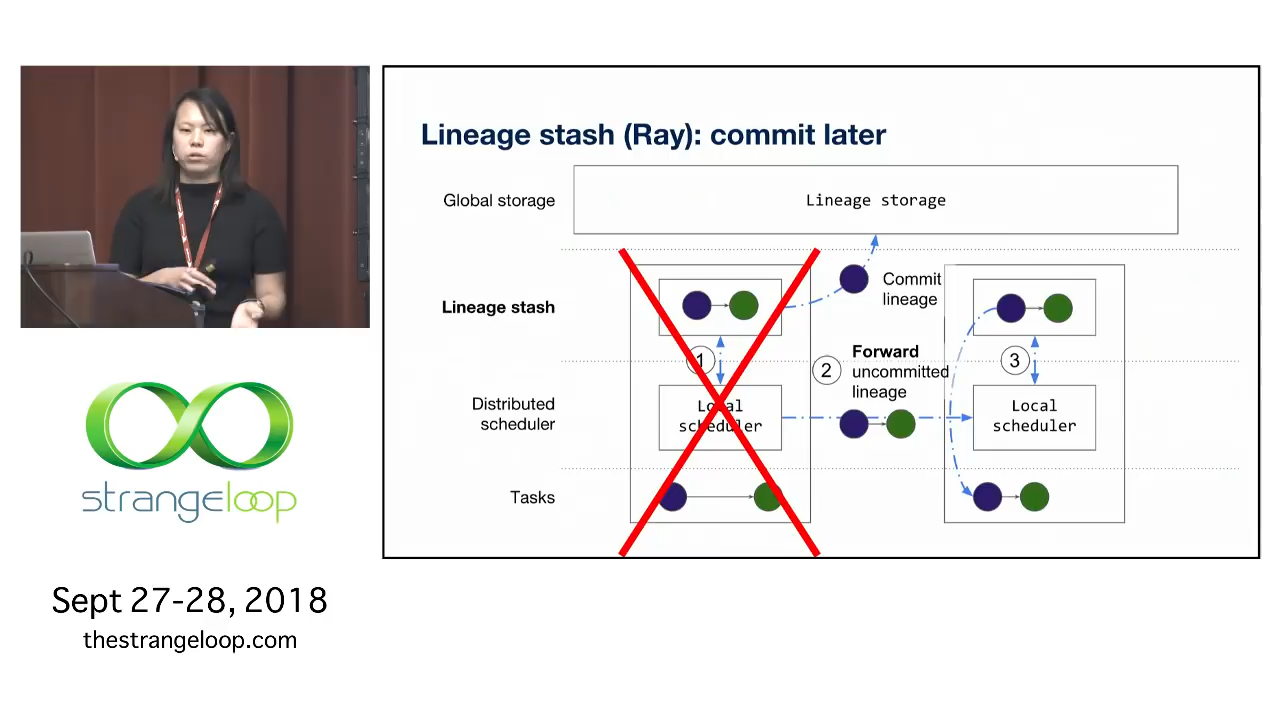 Lineage stash (Ray): commit later
Global storage
Lineage storage
Lineage stash
Commit
lineage
1
2
Forward
uncommitted
lineage
3
Distributed
scheduler
Local
scheduler
Local
scheduler
Tasks
strangeloop
Sept 27-28, 2018
thestrangeloop.com